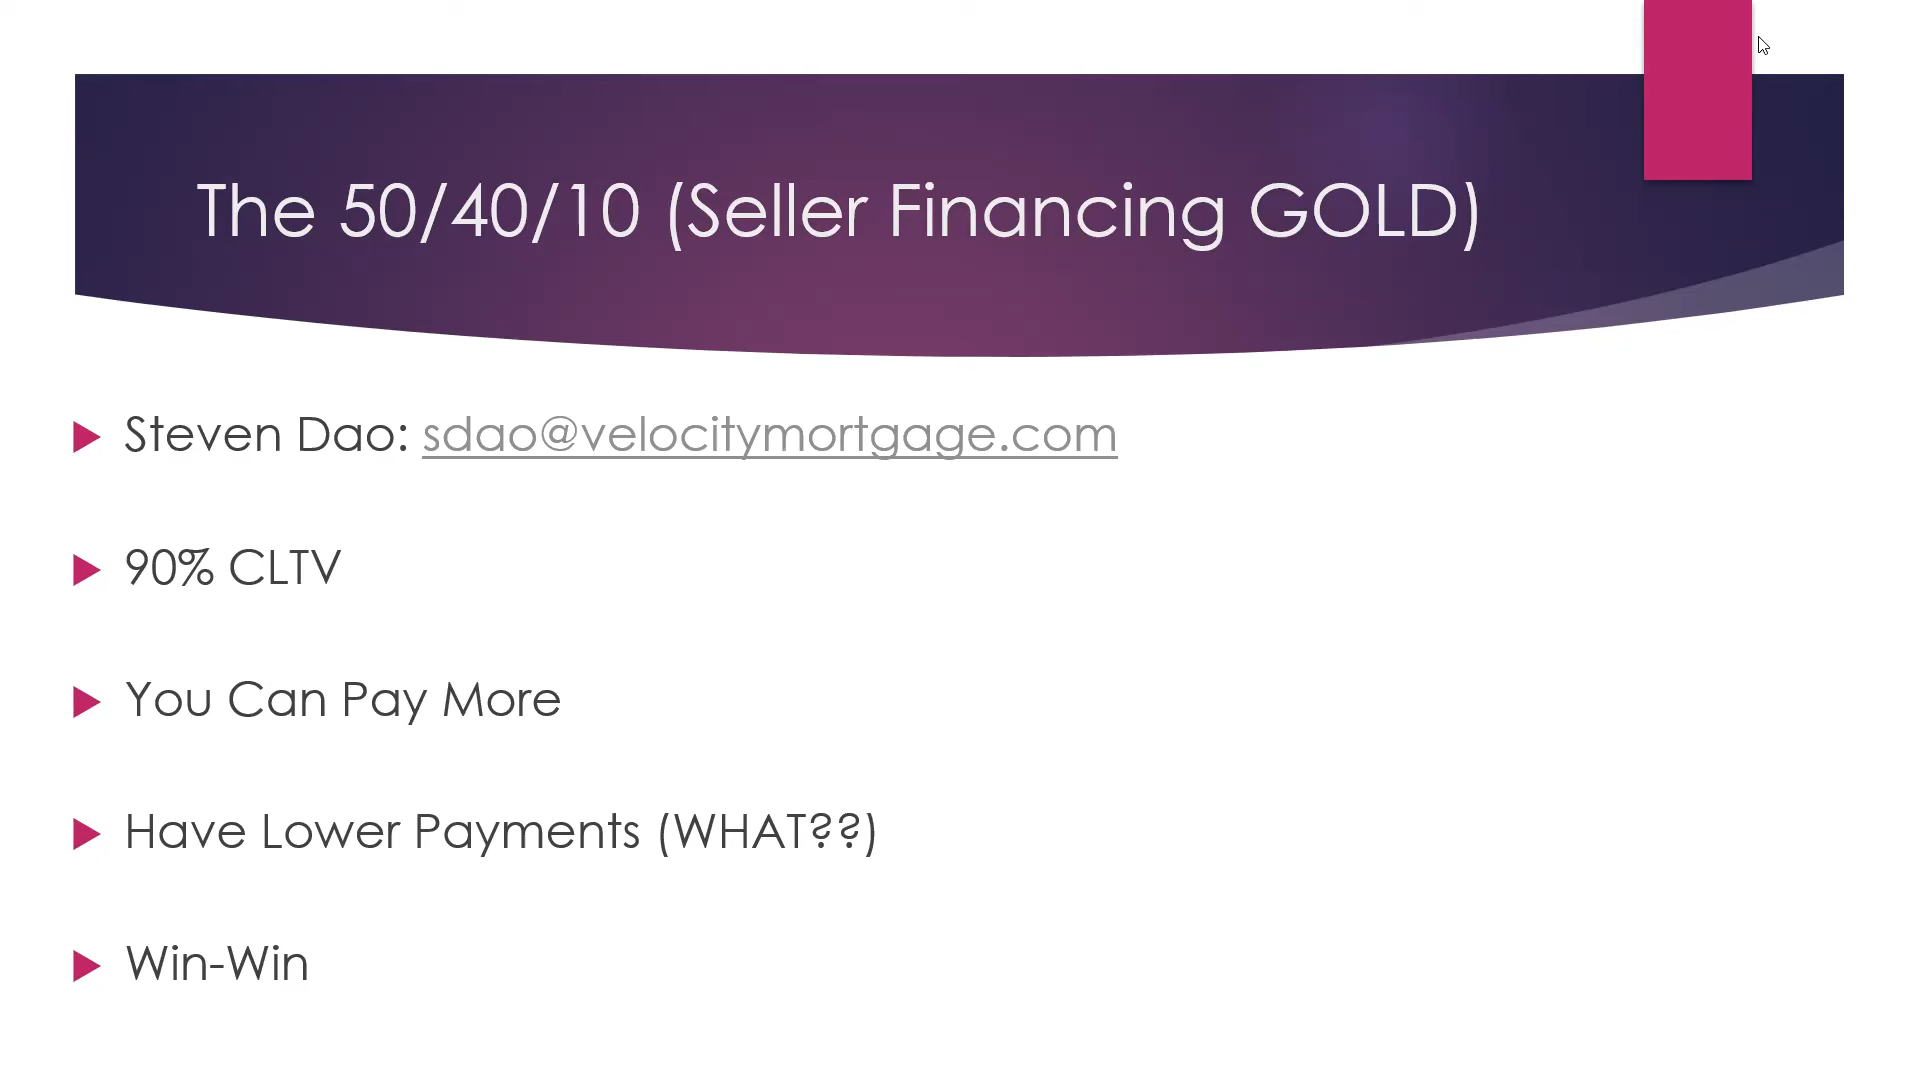 The 50/40/10 (Seller Financing GOLD)
Steven Dao: sdao@velocitymortgage.com
90% CLTV
You Can Pay More
Have Lower Payments (WHAT??)
Win-Win